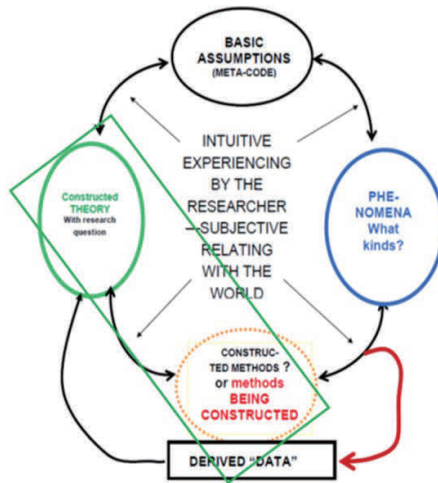 BASIC
ASSUMPTIONS
(META-CODE)
INTUITIVE
EXPERIENCING
BY THE
RESEARCHER
—SUBJECTIVE
RELATING
WITH THE
WORLD
Constructed
THEORY
With research
question
PHE-
NOMENA
What
kinds?
CONSTRUC-
TED METHODS ?
or methods
BEING
CONSTRUCTED
DERIVED "DATA"